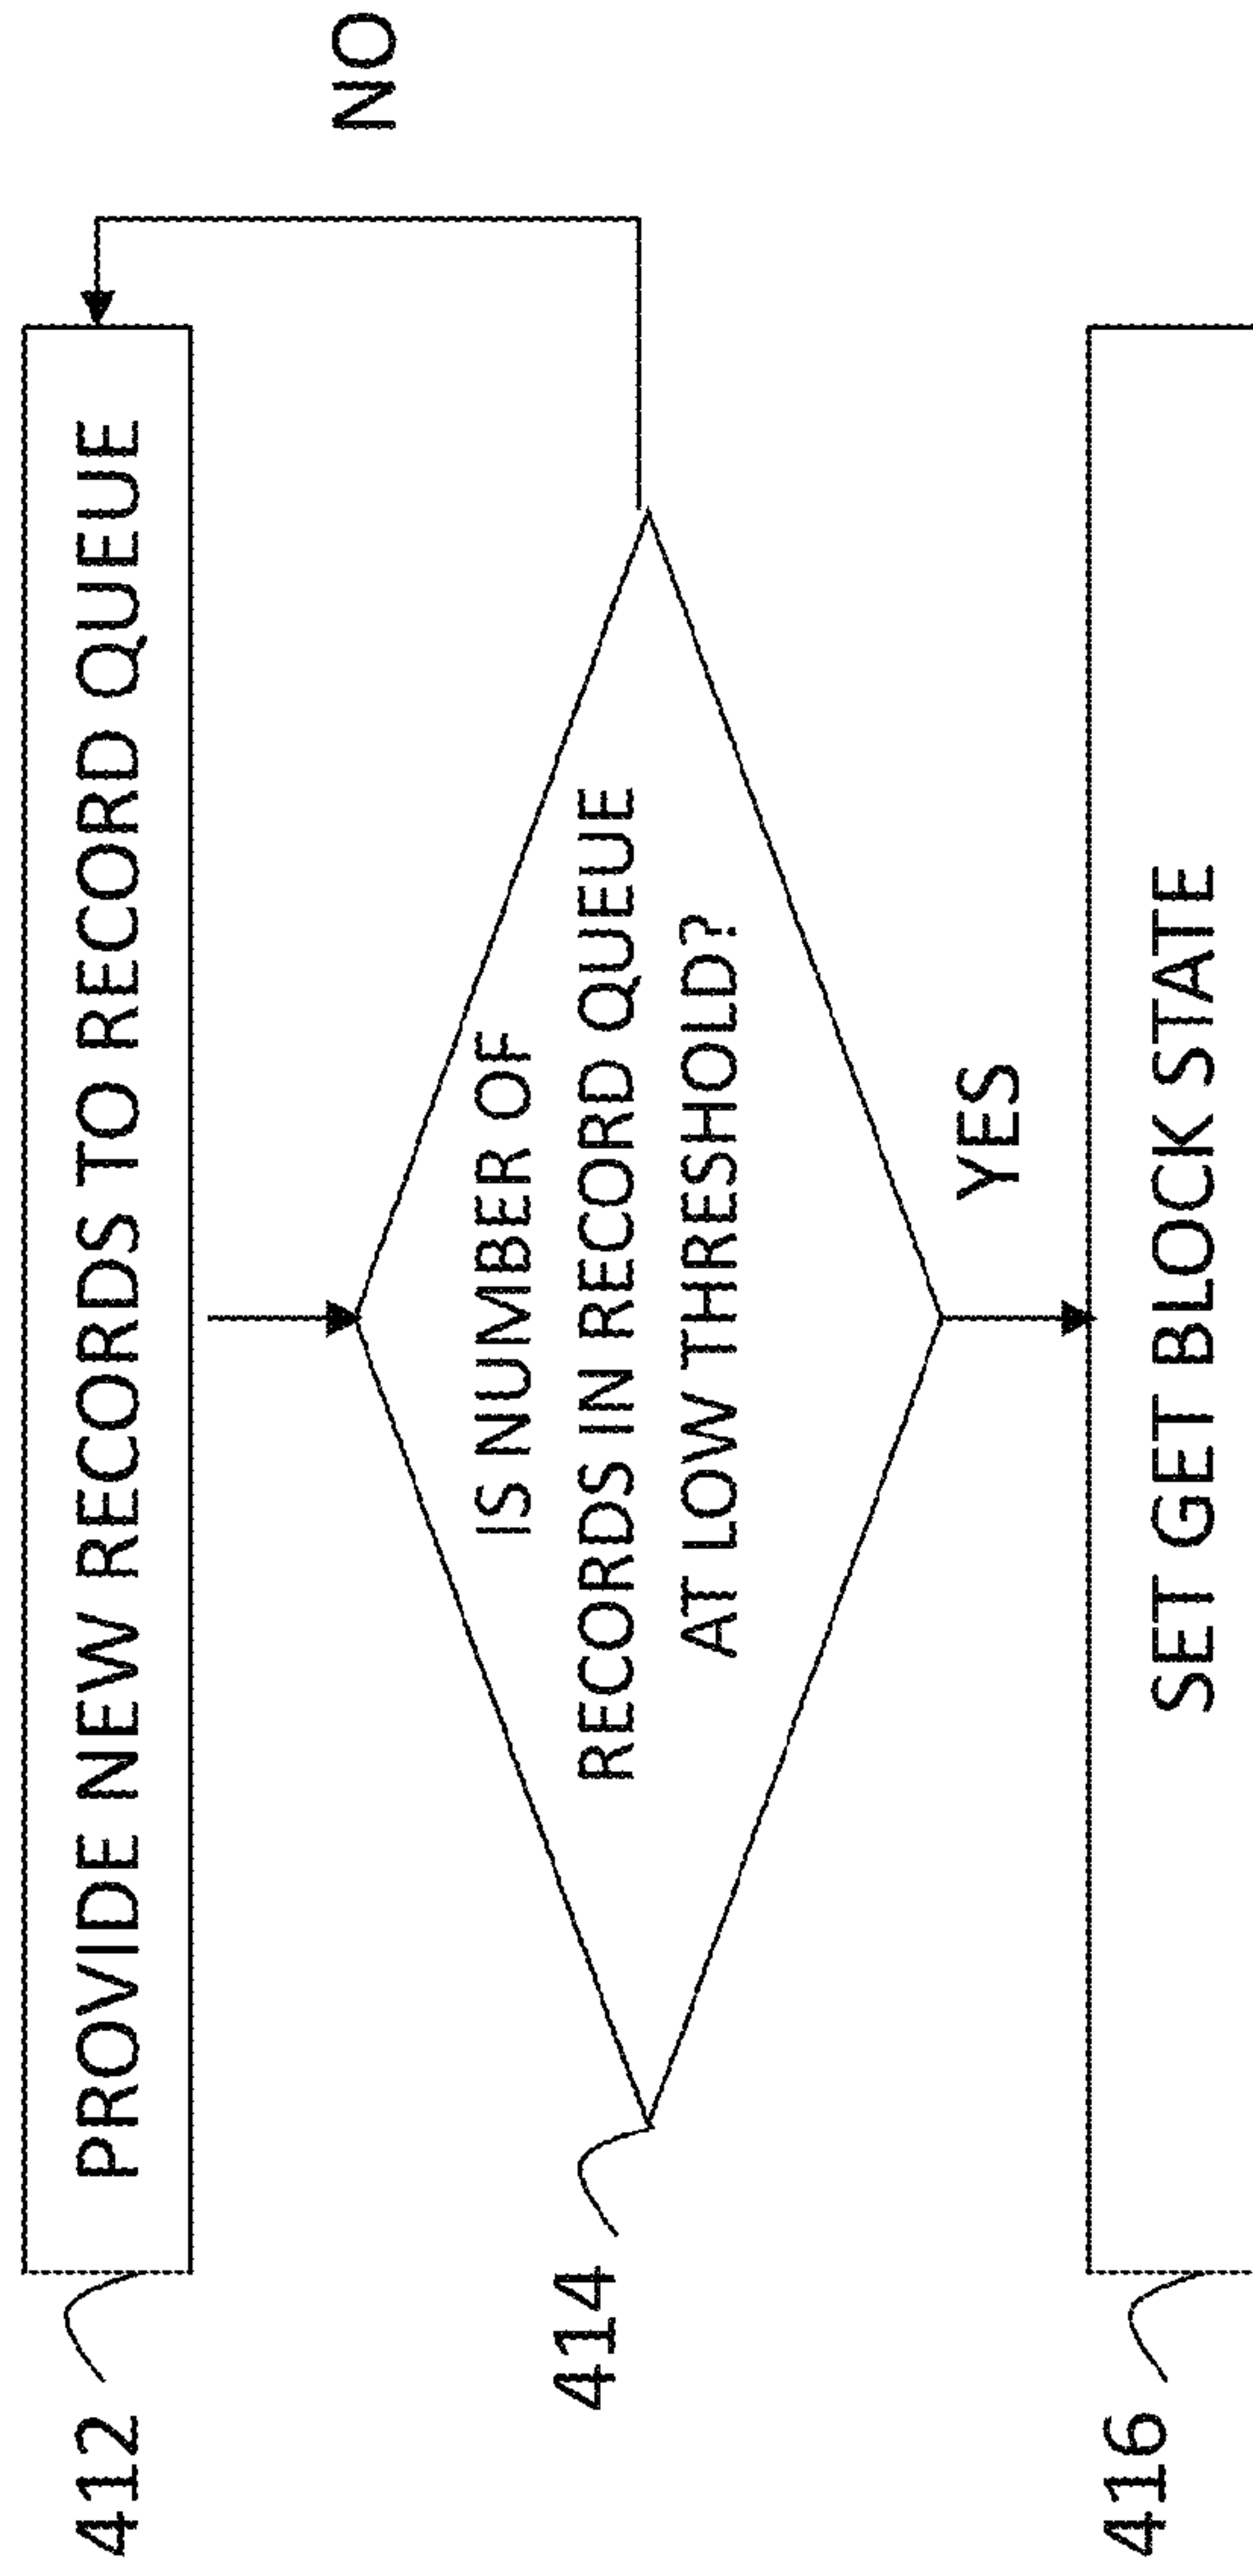 412
PROVIDE NEW RECORDS TO RECORD QUEUE
NO
414
IS NUMBER OF
RECORDS IN RECORD QUEUE
AT LOW THRESHOLD?
YES
416
SET GET BLOCK STATE